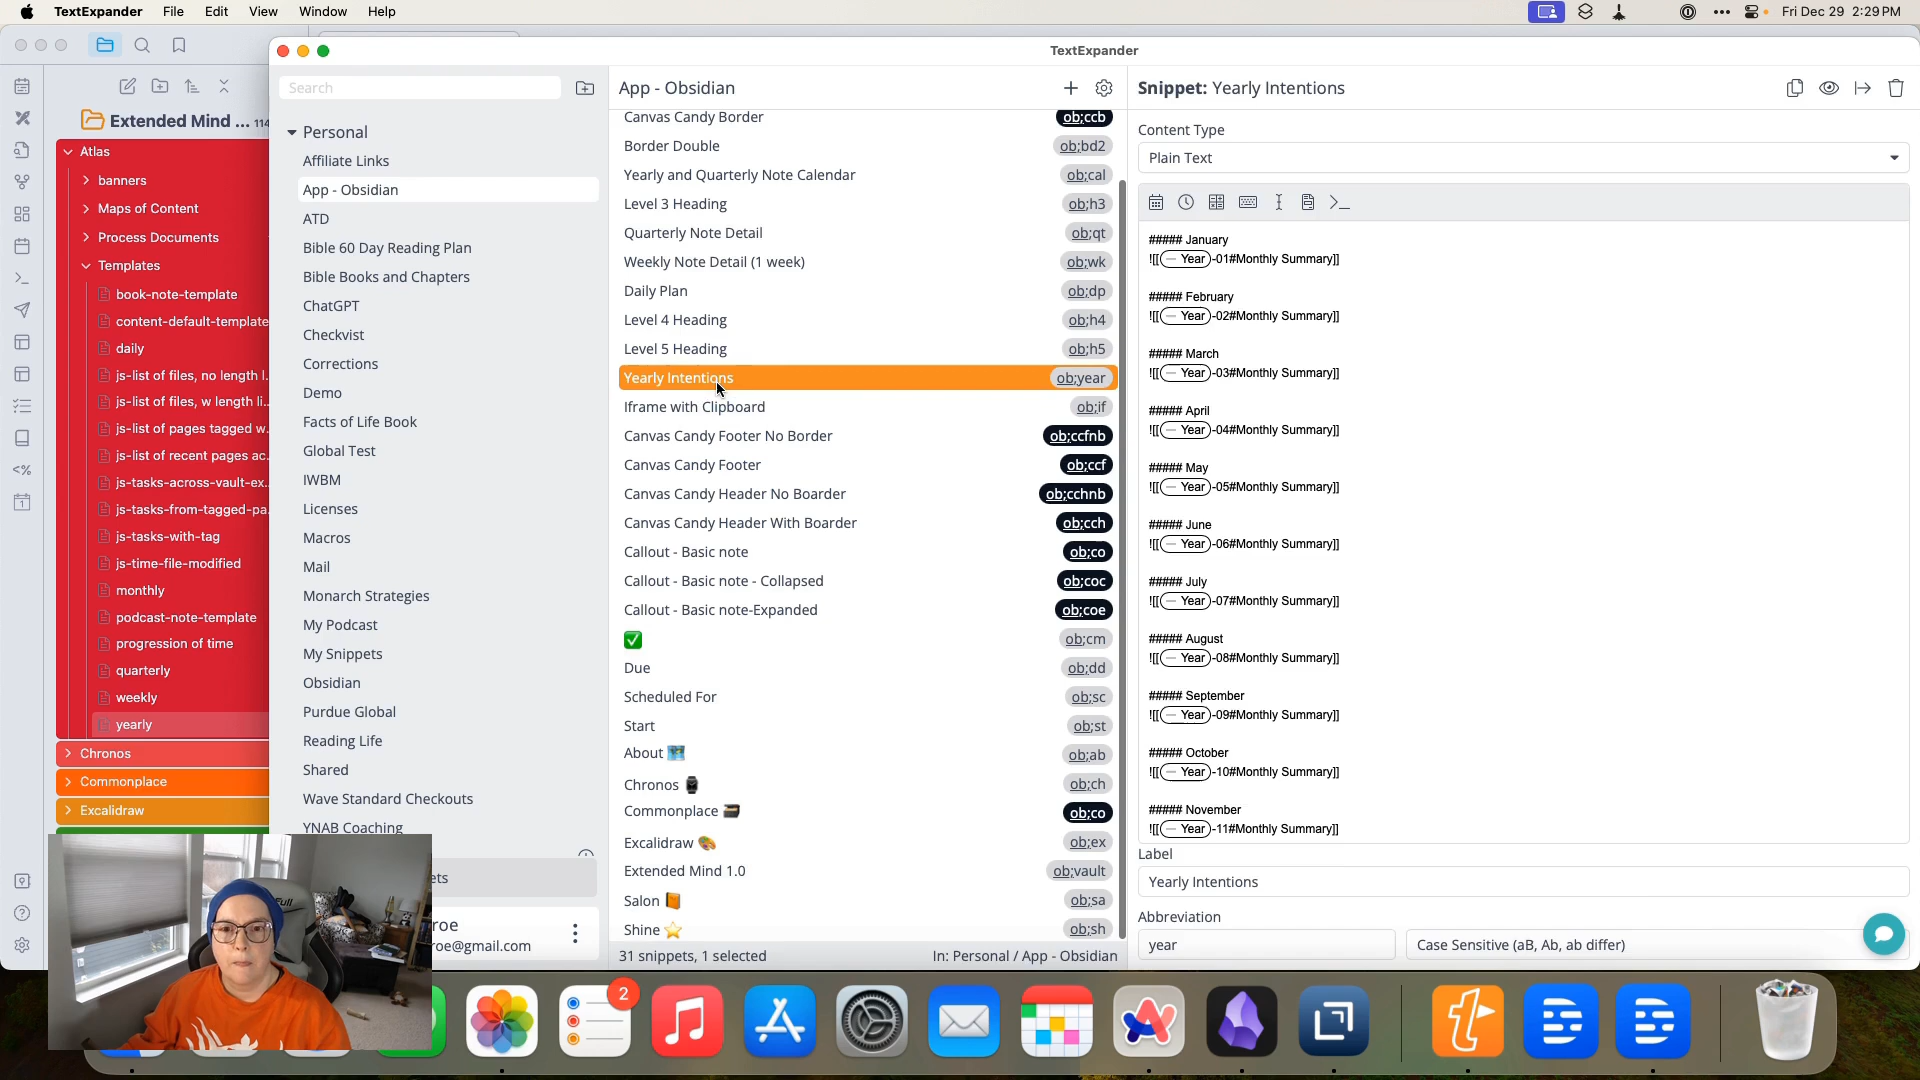 TextExpander
File
Edit
View
Window
Help
Fri Dec 29 2:29 PM
Extended Mind ... 114
Atlas
banners
Maps of Content
Process Documents
Templates
book-note-template
content-default-template
daily
js-list of files, no length l...
js-list of files, w length li...
js-list of pages tagged w...
js-list of recent pages ac...
js-tasks-across-vault-ex...
js-tasks-from-tagged-pa...
js-tasks-with-tag
js-time-file-modified
monthly
podcast-note-template
progression of time
quarterly
weekly
yearly
Chronos
Commonplace
Excalidraw
TextExpander
Search
Personal
Affiliate Links
App - Obsidian
ATD
Bible 60 Day Reading Plan
Bible Books and Chapters
ChatGPT
Checkvist
Corrections
Demo
Facts of Life Book
Global Test
IWBM
Licenses
Macros
Mail
Monarch Strategies
My Podcast
My Snippets
Obsidian
Purdue Global
Reading Life
Shared
Wave Standard Checkouts
YNAB Coaching
ets
roe
roe@gmail.com
App - Obsidian
Canvas Candy Border ob;ccb
Border Double ob;bd2
Yearly and Quarterly Note Calendar ob;cal
Level 3 Heading ob;h3
Quarterly Note Detail ob;qt
Weekly Note Detail (1 week) ob;wk
Daily Plan ob;dp
Level 4 Heading ob;h4
Level 5 Heading ob;h5
Yearly Intentions ob;year
Iframe with Clipboard ob;if
Canvas Candy Footer No Border ob;ccfnb
Canvas Candy Footer ob;ccf
Canvas Candy Header No Boarder ob;cchnb
Canvas Candy Header With Boarder ob;cch
Callout - Basic note ob;co
Callout - Basic note - Collapsed ob;coc
Callout - Basic note-Expanded ob;coe
✅ ob;cm
Due ob;dd
Scheduled For ob;sc
Start ob;st
About 🗺️ ob;ab
Chronos ⌚ ob;ch
Commonplace 🗃️ ob;co
Excalidraw 🎨 ob;ex
Extended Mind 1.0 ob;vault
Salon 📙 ob;sa
Shine ⭐ ob;sh
31 snippets, 1 selected In: Personal / App - Obsidian
Snippet: Yearly Intentions
Content Type
Plain Text
##### January
![[— Year-01#Monthly Summary]]
##### February
![[— Year-02#Monthly Summary]]
##### March
![[— Year-03#Monthly Summary]]
##### April
![[— Year-04#Monthly Summary]]
##### May
![[— Year-05#Monthly Summary]]
##### June
![[— Year-06#Monthly Summary]]
##### July
![[— Year-07#Monthly Summary]]
##### August
![[— Year-08#Monthly Summary]]
##### September
![[— Year-09#Monthly Summary]]
##### October
![[— Year-10#Monthly Summary]]
##### November
![[— Year-11#Monthly Summary]]
Label
Yearly Intentions
Abbreviation
year
Case Sensitive (aB, Ab, ab differ)
2